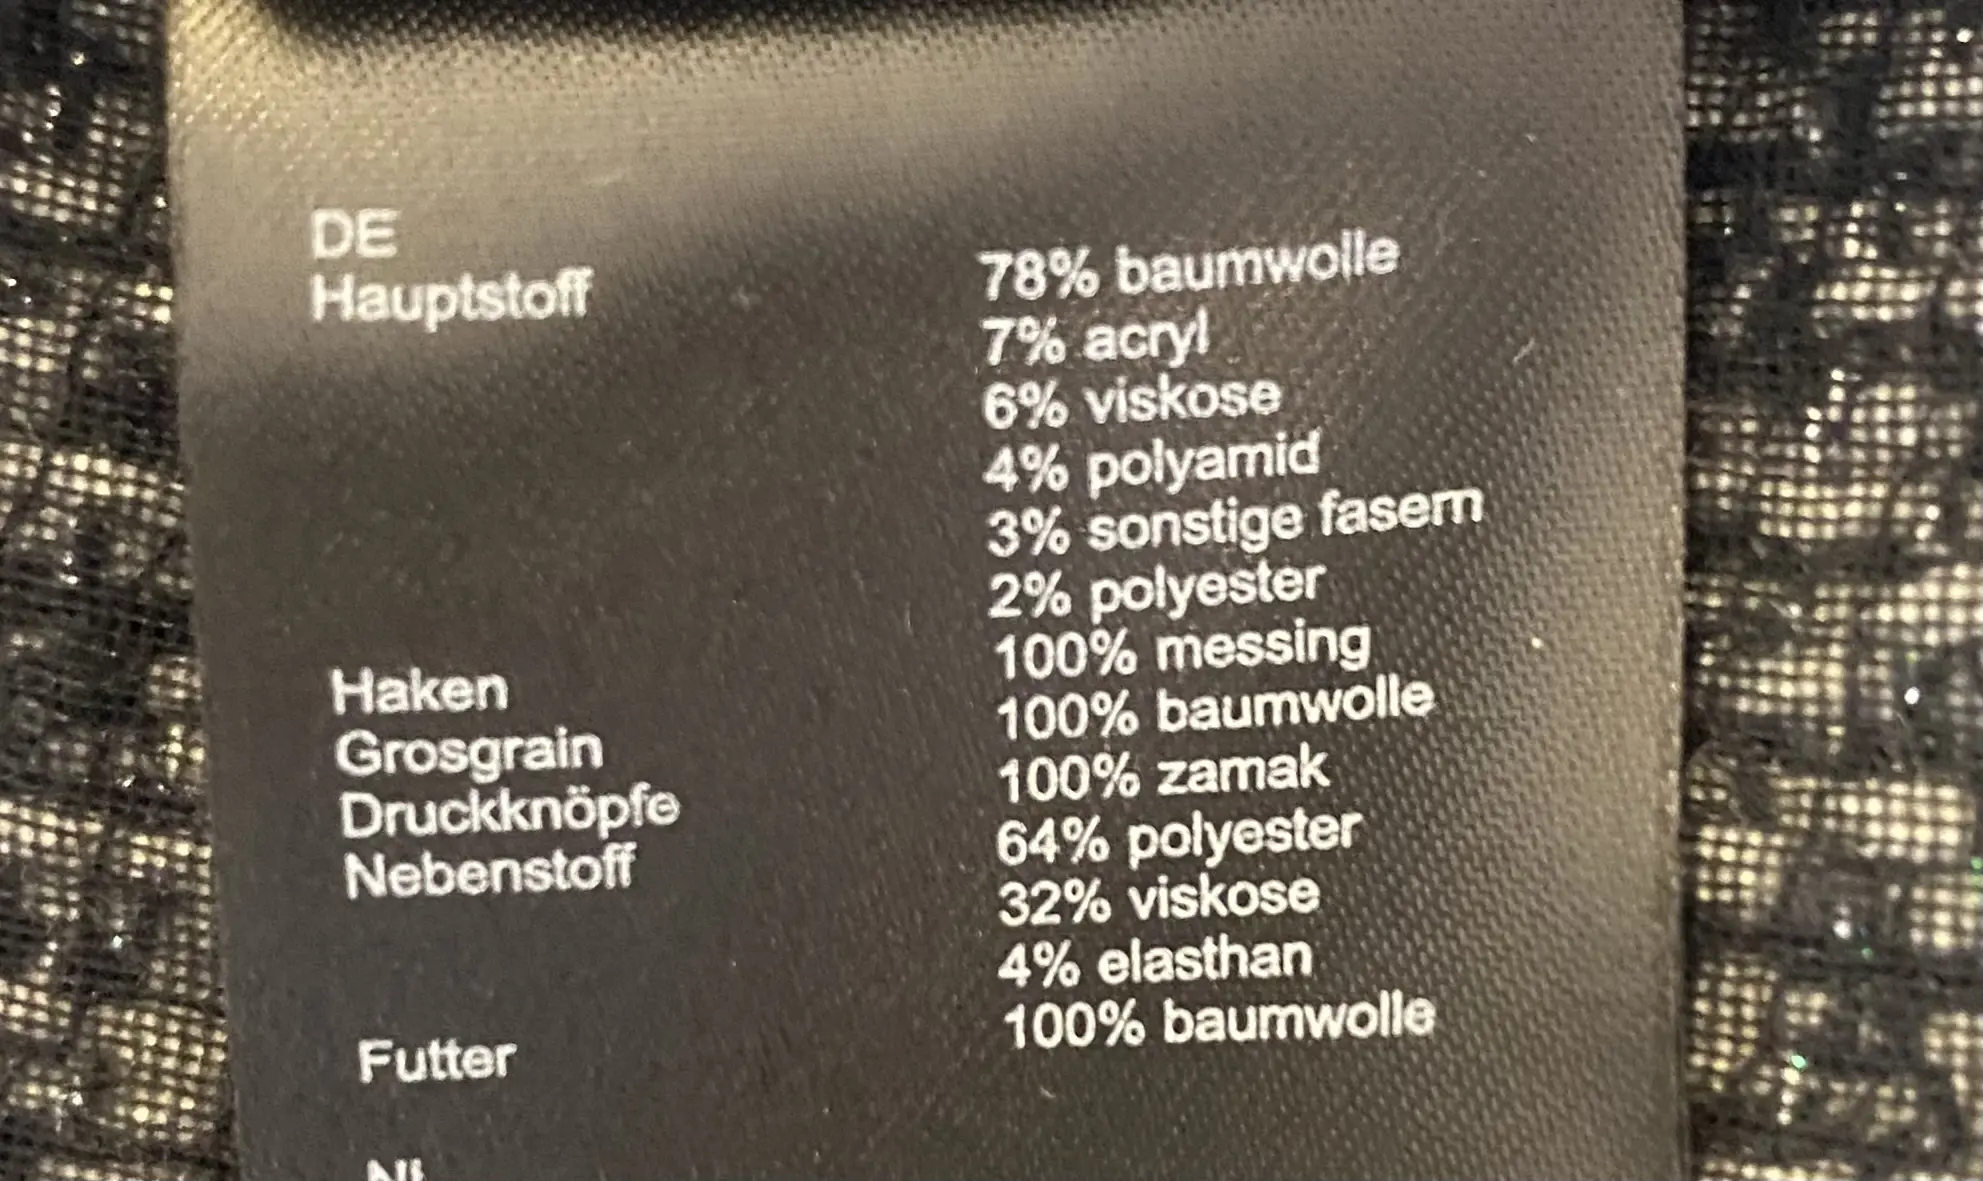 DE
Hauptstoff 78% baumwolle
7% acryl
6% viskose
4% polyamid
3% sonstige fasern
2% polyester
Haken 100% messing
Grosgrain 100% baumwolle
Druckknöpfe 100% zamak
Nebenstoff 64% polyester
32% viskose
4% elasthan
Futter 100% baumwolle
NL